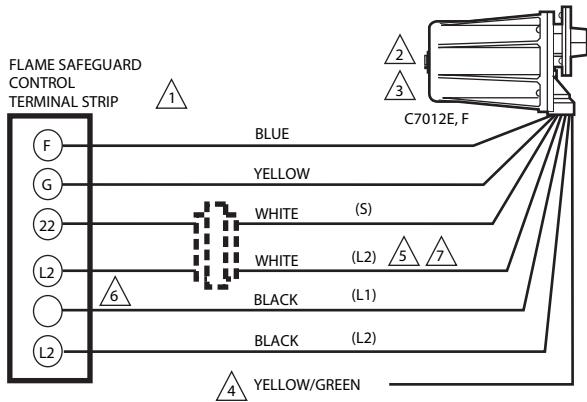 FLAME SAFEGUARD
CONTROL
TERMINAL STRIP
1
2
3
C7012E, F
F
BLUE
G
YELLOW
22
WHITE (S)
L2
WHITE (L2) 5 7
6
BLACK (L1)
L2
BLACK (L2)
4 YELLOW/GREEN